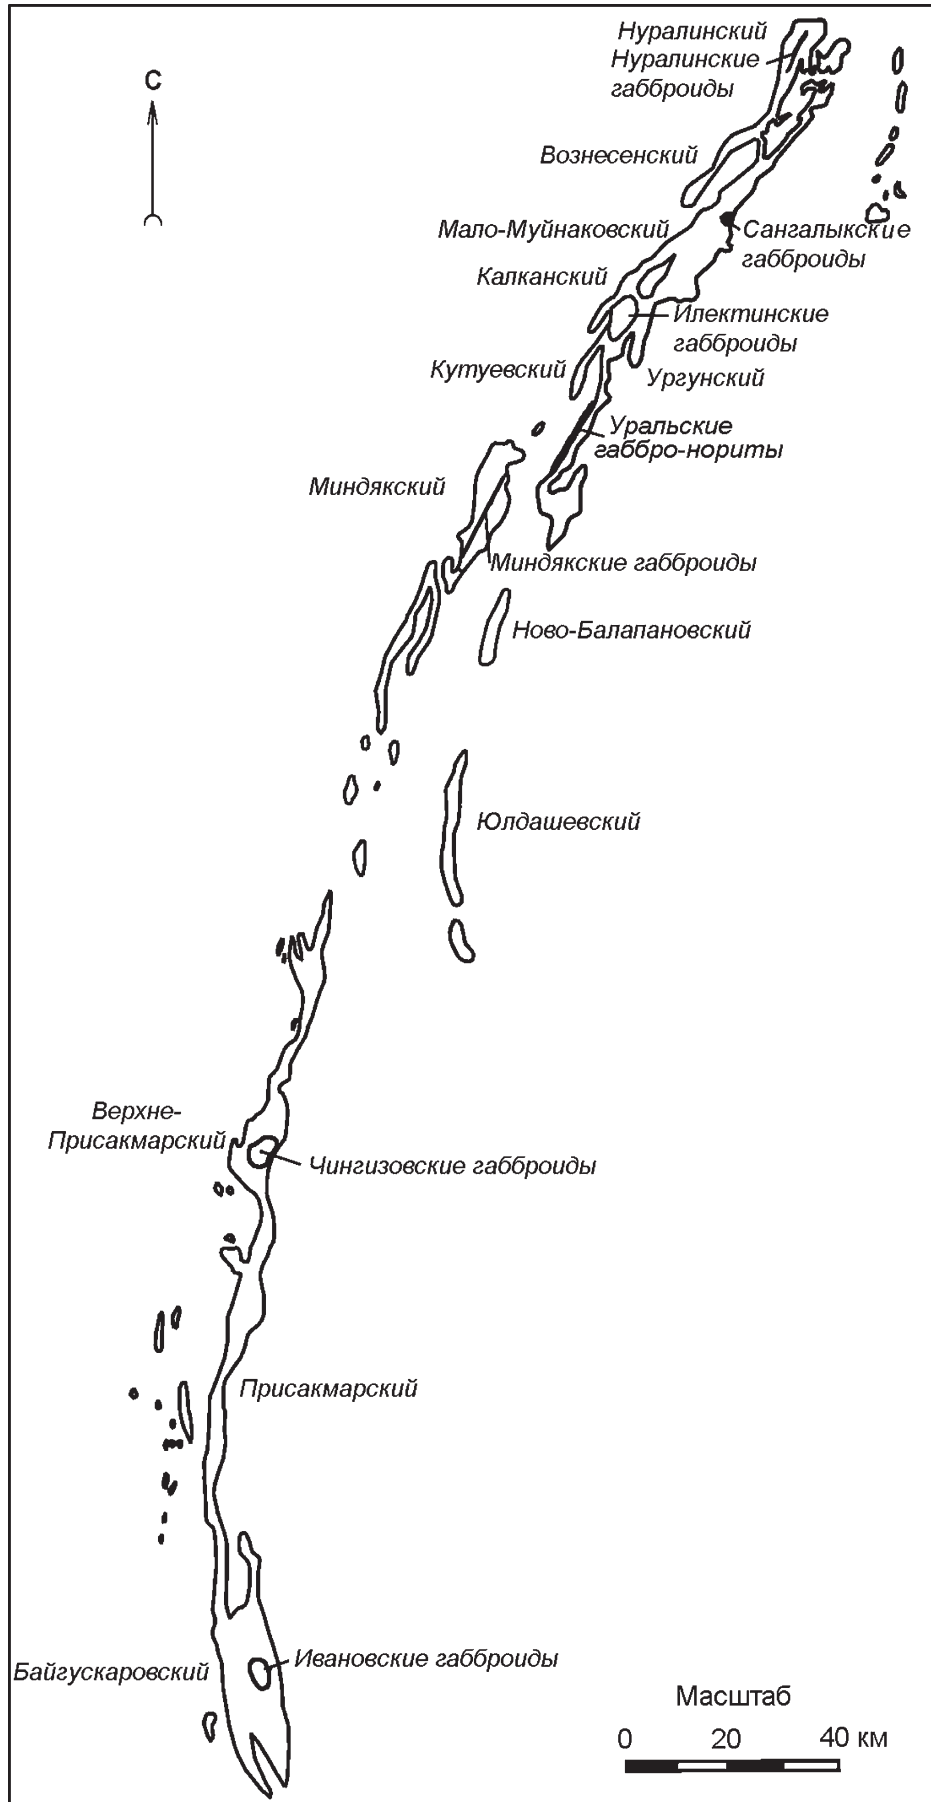 Нуралинский
Нуралинские
габброиды
С
Вознесенский
Мало-Муйнаковский
Сангалыкские
габброиды
Калканский
Илектинские
габброиды
Кутуевский
Ургунский
Уральские
габбро-нориты
Миндякский
Миндякские габброиды
Ново-Балапановский
Юлдашевский
Верхне-
Присакмарский
Чингизовские габброиды
Присакмарский
Ивановские габброиды
Байгускаровский
Масштаб
0 20 40 км